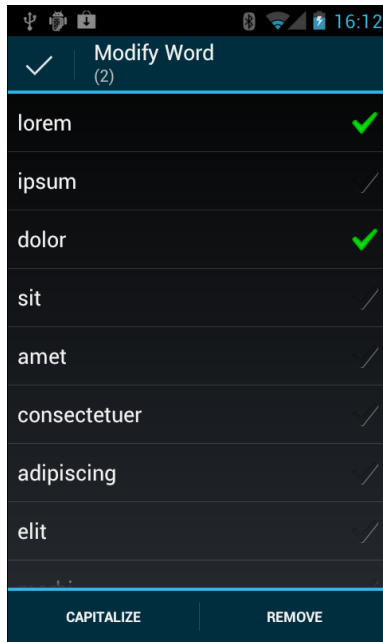 16:12
Modify Word
(2)
lorem
ipsum
dolor
sit
amet
consectetuer
adipiscing
elit
CAPITALIZE REMOVE